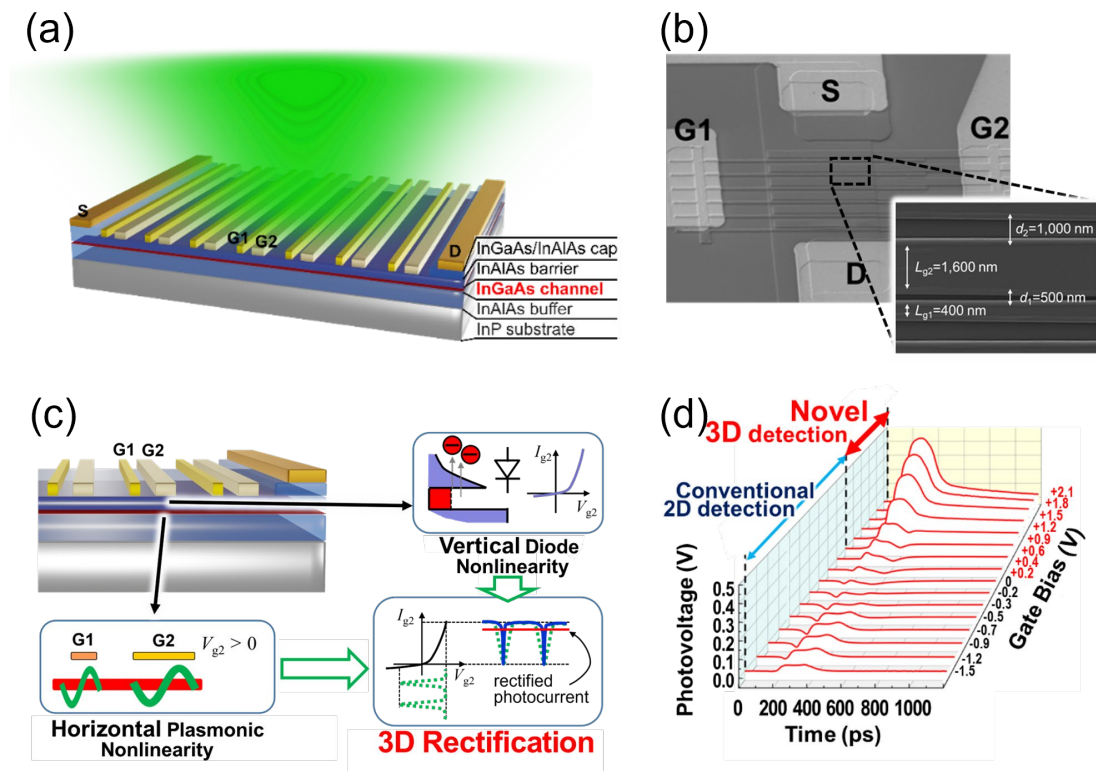 (a)
S
G1 G2
D
InGaAs/InAlAs cap
InAlAs barrier
InGaAs channel
InAlAs buffer
InP substrate
(b)
S
G1
G2
D
d2=1,000 nm
Lg2=1,600 nm
d1=500 nm
Lg1=400 nm
(c)
G1 G2
Ig2
Vg2
Vertical Diode
Nonlinearity
G1
G2
Vg2 > 0
Horizontal Plasmonic
Nonlinearity
Ig2
Vg2
rectified
photocurrent
3D Rectification
(d)
Novel
3D detection
Conventional
2D detection
Photovoltage (V)
0.5
0.4
0.3
0.2
0.1
0.0
0 200 400 600 800 1000
Time (ps)
+2.1
+1.8
+1.5
+1.2
+0.9
+0.6
+0.4
+0.2
0
-0.2
-0.3
-0.5
-0.7
-0.9
-1.2
-1.5
Gate Bias (V)